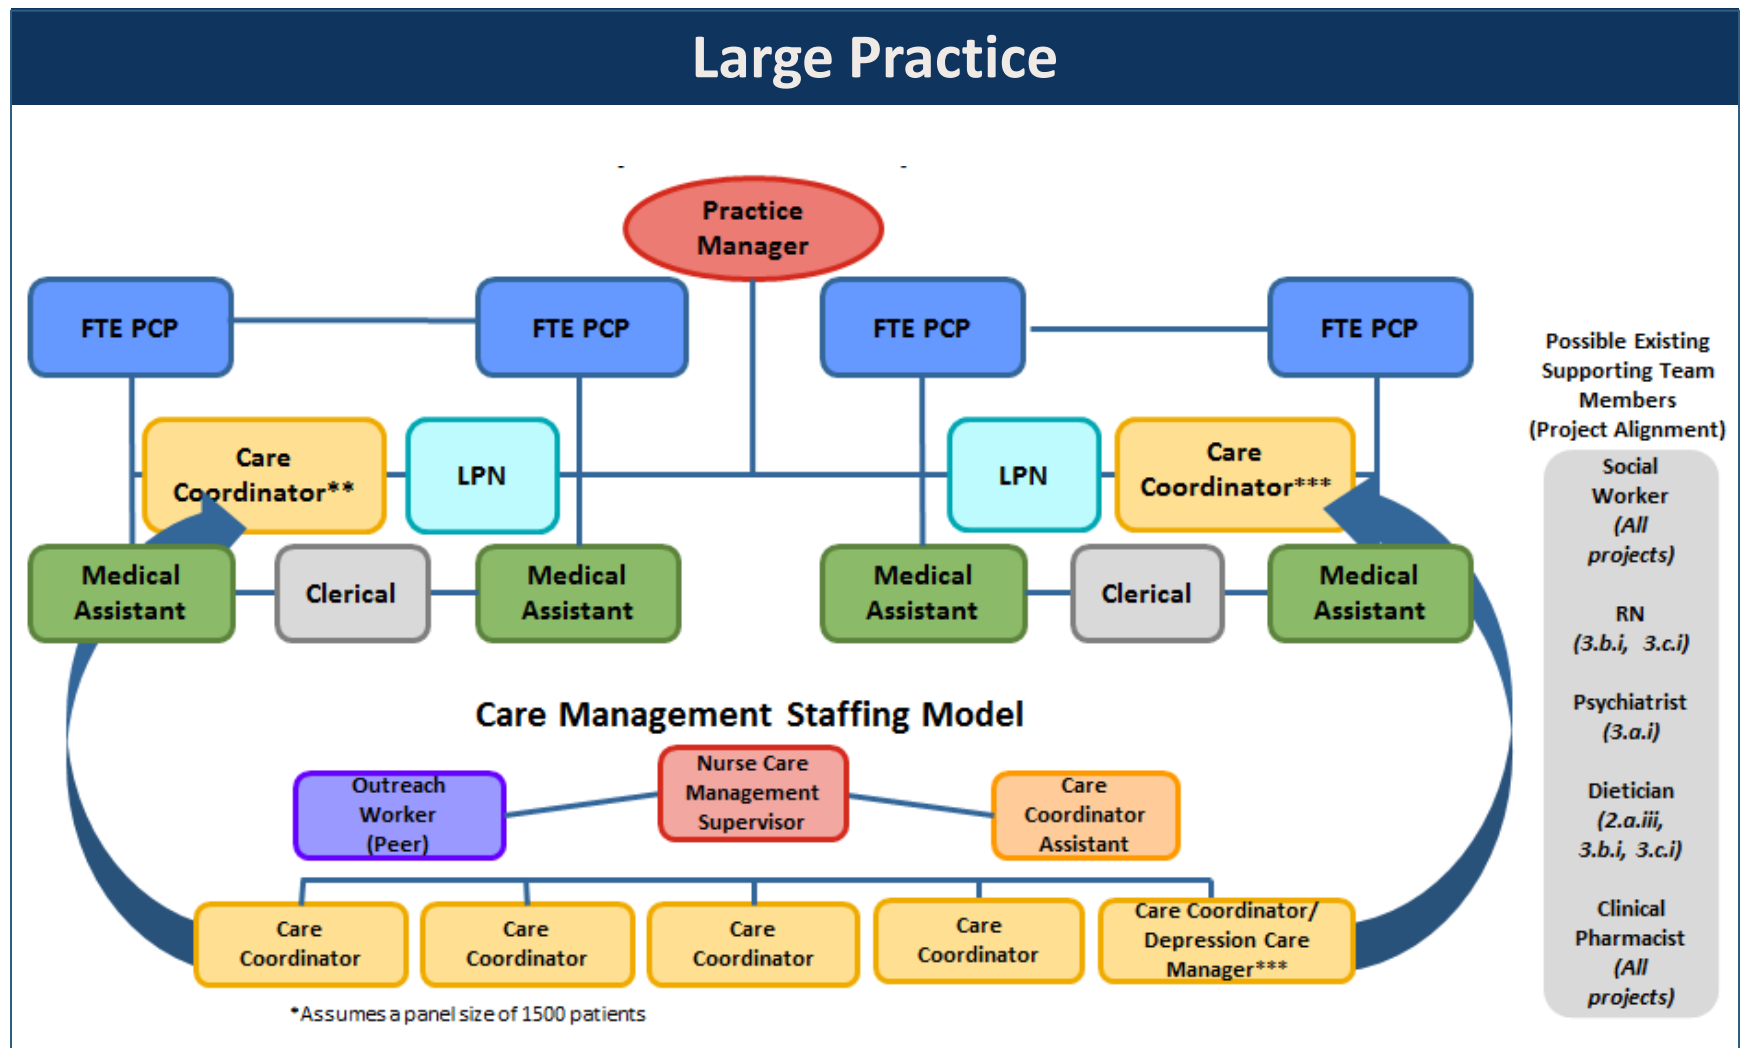 Large Practice
Practice
Manager
FTE PCP
FTE PCP
FTE PCP
FTE PCP
Care
Coordinator**
LPN
LPN
Care
Coordinator***
Medical
Assistant
Clerical
Medical
Assistant
Medical
Assistant
Clerical
Medical
Assistant
Possible Existing
Supporting Team
Members
(Project Alignment)
Social
Worker
(All
projects)
RN
(3.b.i, 3.c.i)
Psychiatrist
(3.a.i)
Dietician
(2.a.iii,
3.b.i, 3.c.i)
Clinical
Pharmacist
(All
projects)
Care Management Staffing Model
Outreach
Worker
(Peer)
Nurse Care
Management
Supervisor
Care
Coordinator
Assistant
Care
Coordinator
Care
Coordinator
Care
Coordinator
Care
Coordinator
Care Coordinator/
Depression Care
Manager***
*Assumes a panel size of 1500 patients